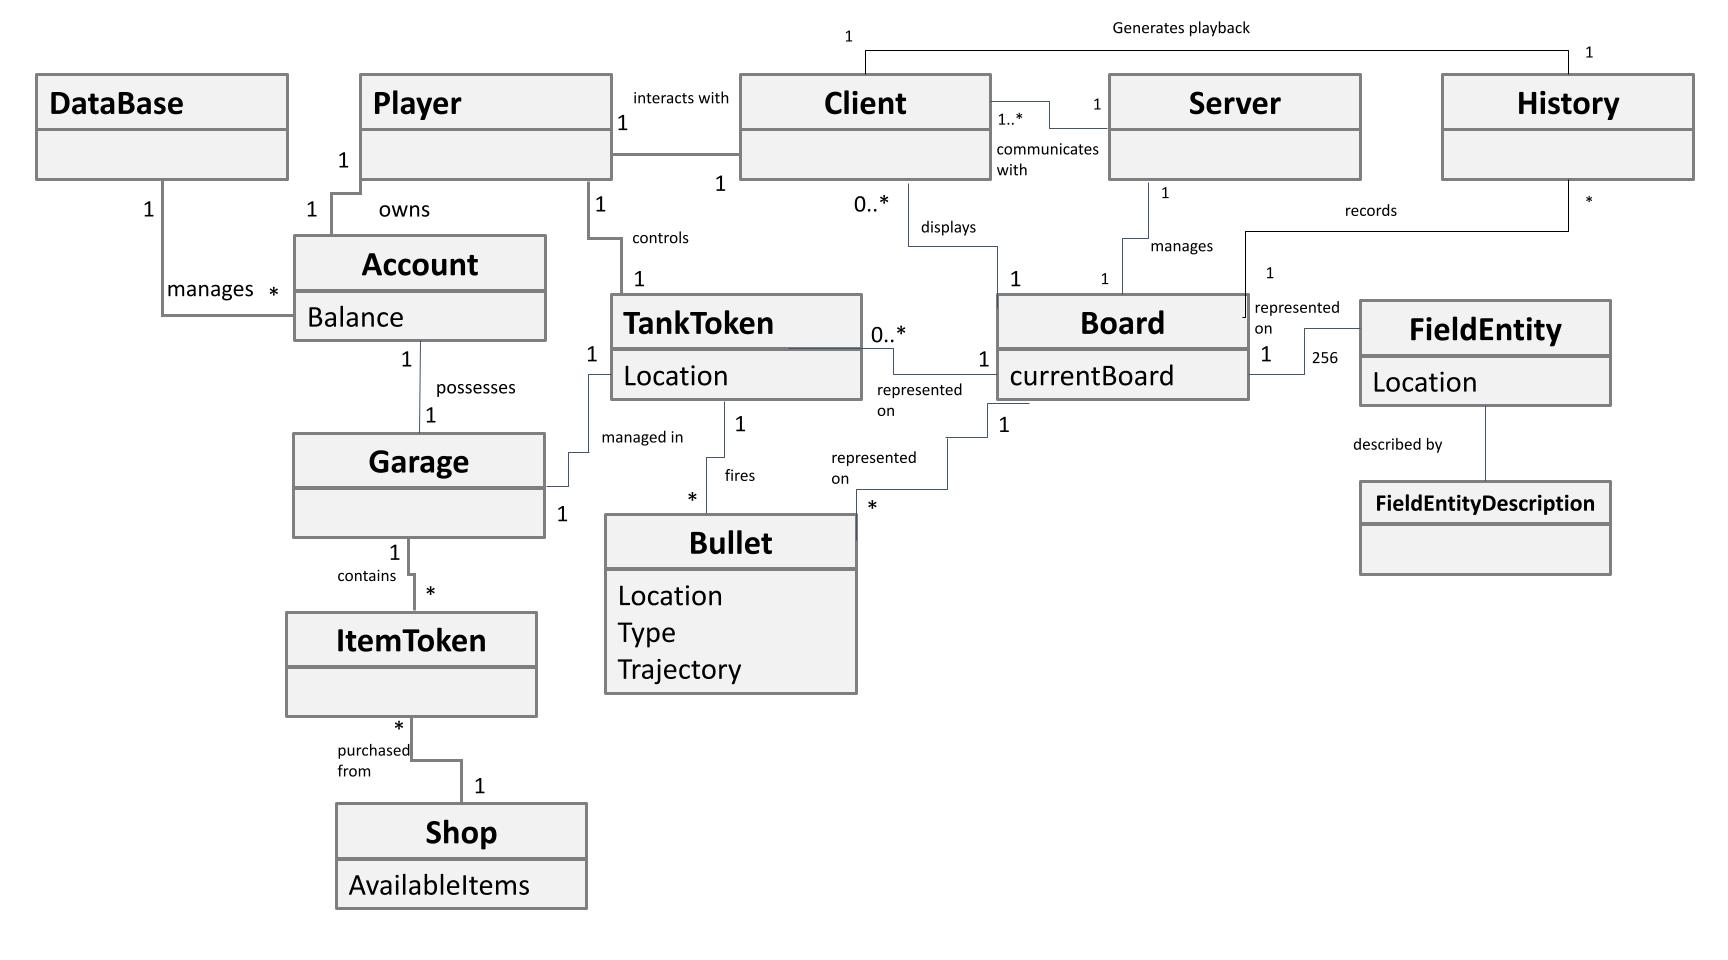 Generates playback
1
1
DataBase
Player
interacts with
Client
1
Server
History
1
1..*
communicates
with
1
1
1
1
owns
0..*
1
*
records
1
displays
controls
manages
Account
manages
*
Balance
1
1
1
1
TankToken
0..*
Board
represented
on
FieldEntity
1
1
1
1
256
Location
currentBoard
Location
possesses
represented
on
1
1
1
managed in
described by
Garage
represented
on
fires
*
*
FieldEntityDescription
1
1
Bullet
contains
*
Location
Type
Trajectory
ItemToken
*
purchased
from
1
Shop
AvailableItems